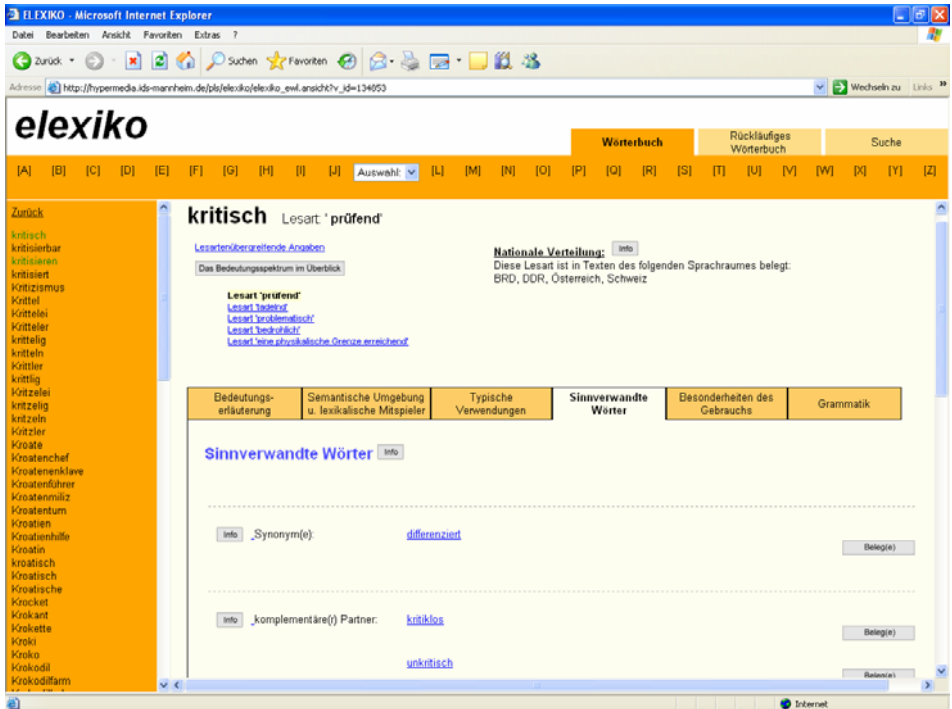 ELEXIKO - Microsoft Internet Explorer
Datei Bearbeiten Ansicht Favoriten Extras ?
Zurück Suchen Favoriten
Adresse http://hypermedia.ids-mannheim.de/pls/elexiko/elexiko_ewl.ansicht?v_id=134053 Wechseln zu Links »
elexiko
Wörterbuch Rückläufiges Wörterbuch Suche
[A] [B] [C] [D] [E] [F] [G] [H] [I] [J] Auswahl: [L] [M] [N] [O] [P] [Q] [R] [S] [T] [U] [V] [W] [X] [Y] [Z]
Zurück
kritisch
kritisierbar
kritisieren
kritisiert
Kritizismus
Krittel
Krittelei
Kritteler
krittelig
kritteln
Krittler
krittlig
Kritzelei
kritzelig
kritzeln
Kritzler
Kroate
Kroatenchef
Kroatenenklave
Kroatenführer
Kroatenmiliz
Kroatentum
Kroatien
Kroatienhilfe
Kroatin
kroatisch
Kroatisch
Kroatische
Krocket
Krokant
Krokette
Kroki
Kroko
Krokodil
Krokodilfarm
kritisch Lesart 'prüfend'
Lesartenübergreifende Angaben
Das Bedeutungsspektrum im Überblick
Lesart 'prüfend'
Lesart 'tadelnd'
Lesart 'problematisch'
Lesart 'bedrohlich'
Lesart 'eine physikalische Grenze erreichend'
Nationale Verteilung: Info
Diese Lesart ist in Texten des folgenden Sprachraumes belegt:
BRD, DDR, Österreich, Schweiz
Bedeutungs-
erläuterung
Semantische Umgebung
u. lexikalische Mitspieler
Typische
Verwendungen
Sinnverwandte
Wörter
Besonderheiten des
Gebrauchs
Grammatik
Sinnverwandte Wörter Info
Info Synonym(e): differenziert
Beleg(e)
Info komplementäre(r) Partner: kritiklos
Beleg(e)
unkritisch
Beleg(e)
Internet